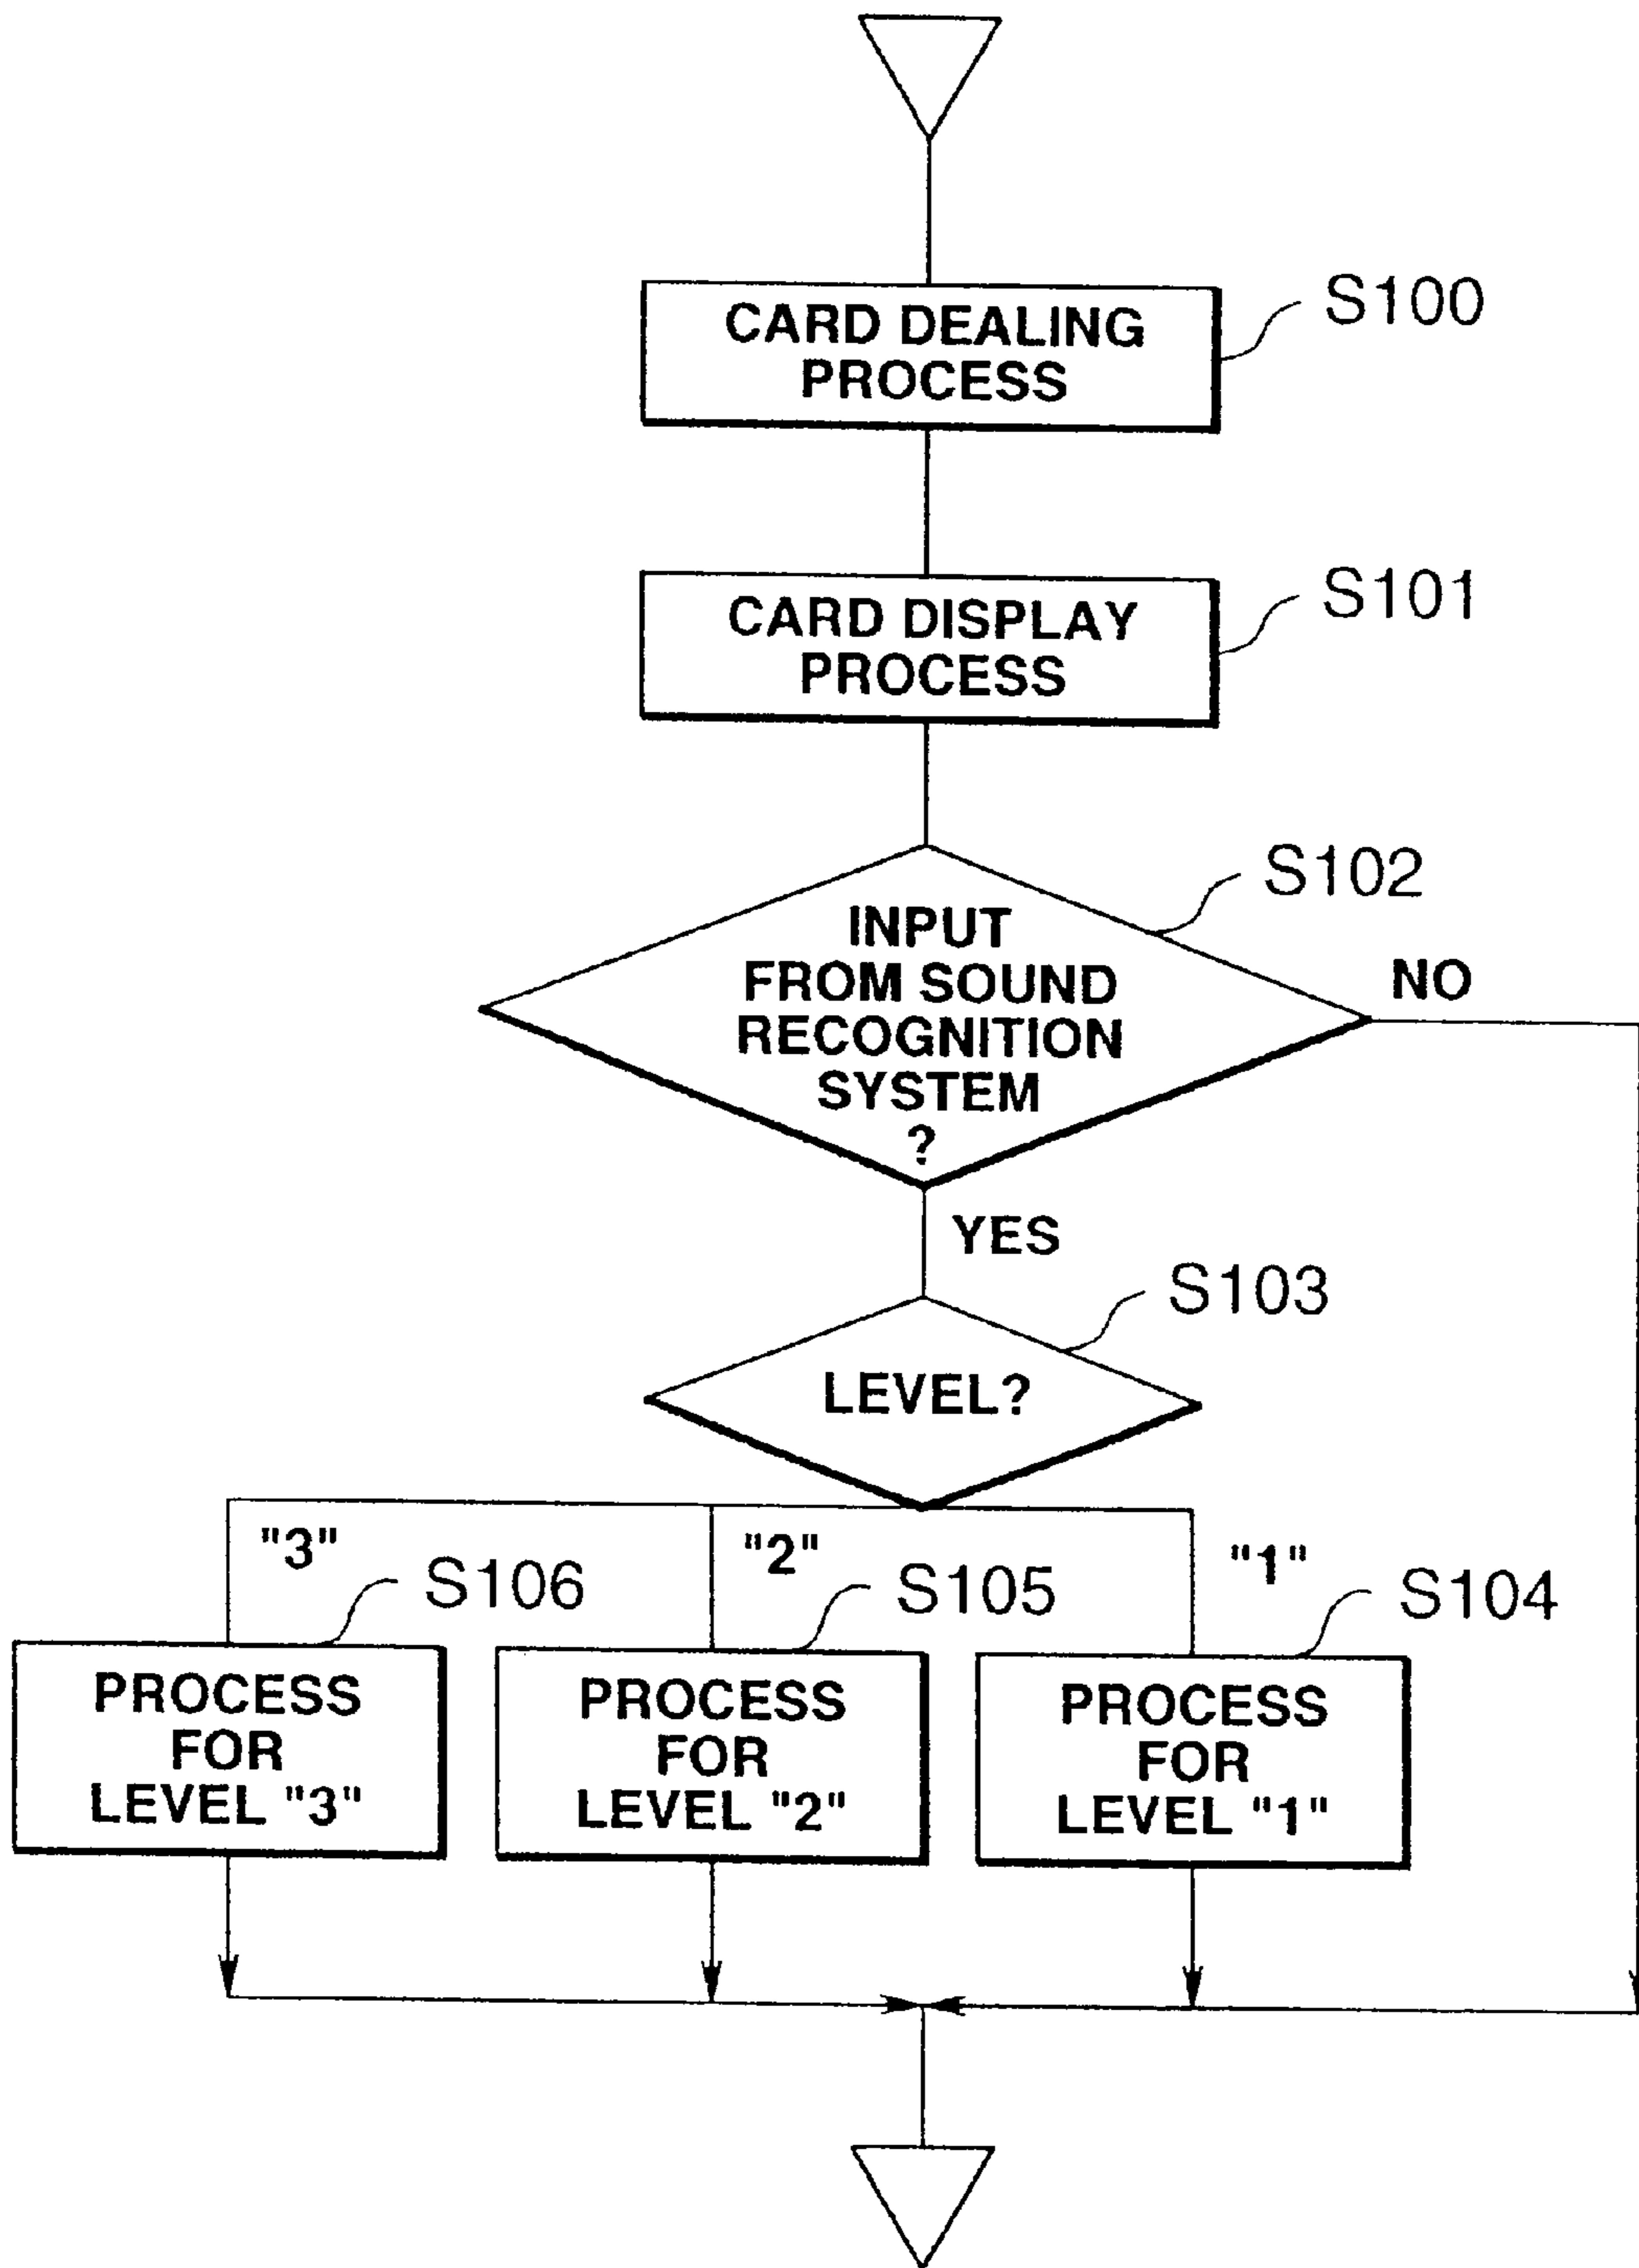 CARD DEALING
PROCESS
S100
CARD DISPLAY
PROCESS
S101
S102
INPUT
FROM SOUND
RECOGNITION
SYSTEM
?
NO
YES
S103
LEVEL?
"3"
"2"
"1"
S106
S105
S104
PROCESS
FOR
LEVEL "3"
PROCESS
FOR
LEVEL "2"
PROCESS
FOR
LEVEL "1"